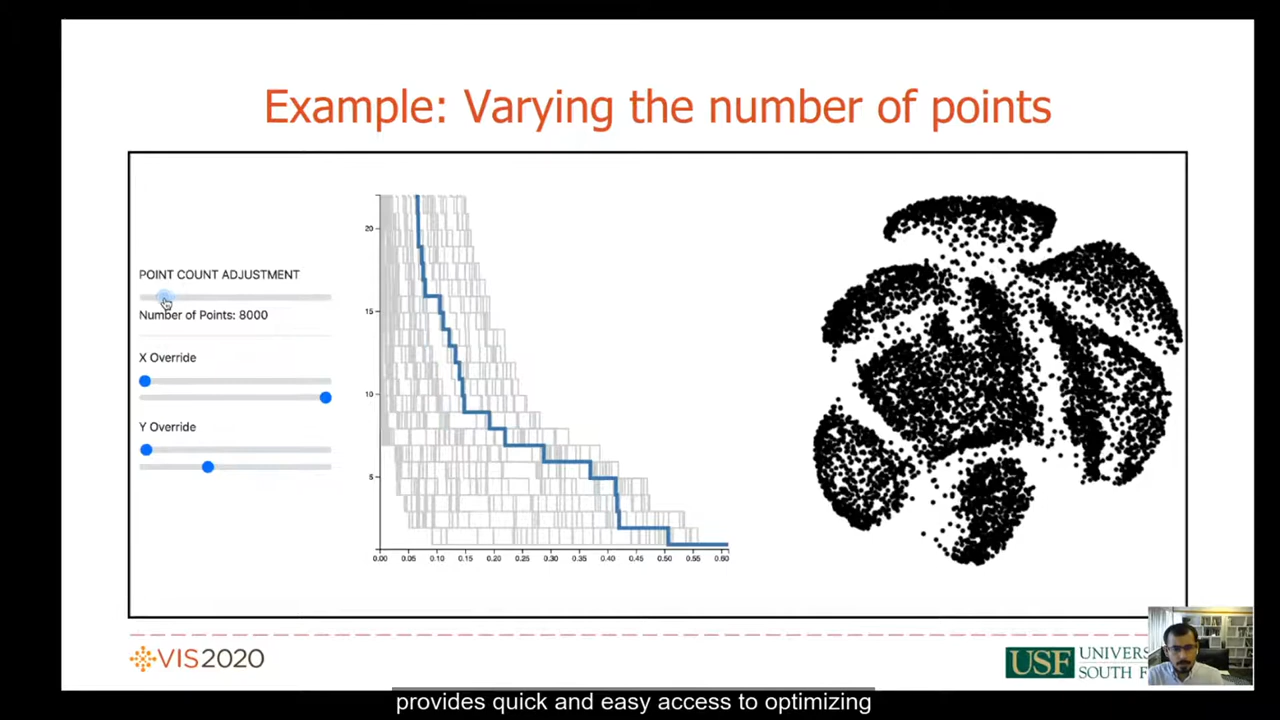 Example: Varying the number of points
POINT COUNT ADJUSTMENT
Number of Points: 8000
X Override
Y Override
20
15
10
5
0.00 0.05 0.10 0.15 0.20 0.25 0.30 0.35 0.40 0.45 0.50 0.55 0.60
VIS2020
USF
UNIVERS
SOUTH F
provides quick and easy access to optimizing